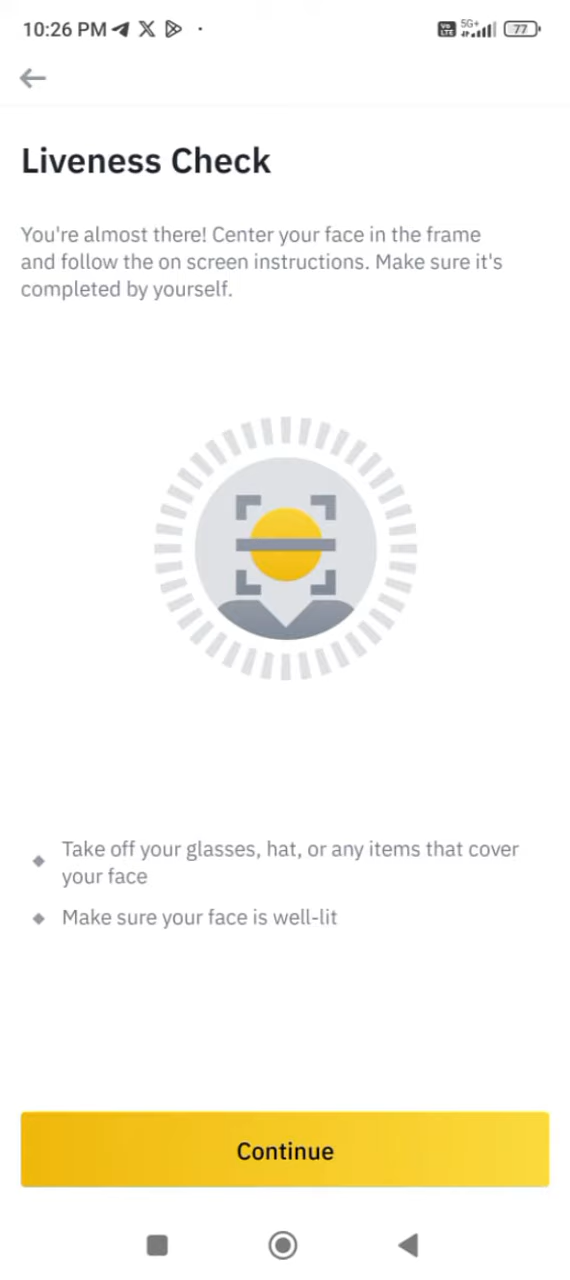 10:26 PM
5G+
77
Liveness Check
You're almost there! Center your face in the frame
and follow the on screen instructions. Make sure it's
completed by yourself.
Take off your glasses, hat, or any items that cover
your face
Make sure your face is well-lit
Continue